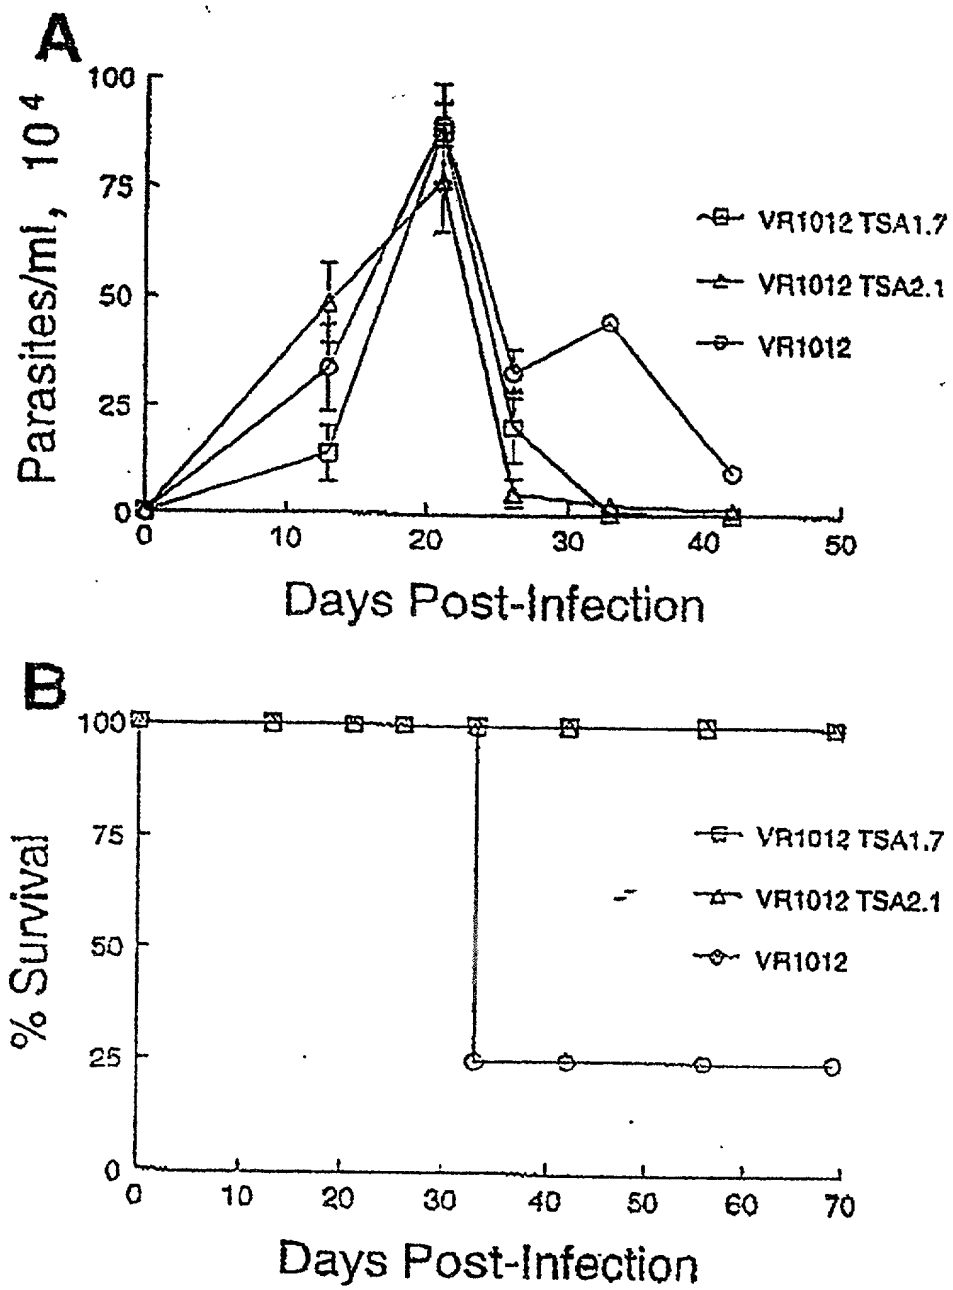 A
100
75
50
25
0
Parasites/ml, 10 4
0 10 20 30 40 50
Days Post-Infection
VR1012 TSA1.7
VR1012 TSA2.1
VR1012
B
100
75
50
25
0
% Survival
0 10 20 30 40 50 60 70
Days Post-Infection
VR1012 TSA1.7
VR1012 TSA2.1
VR1012